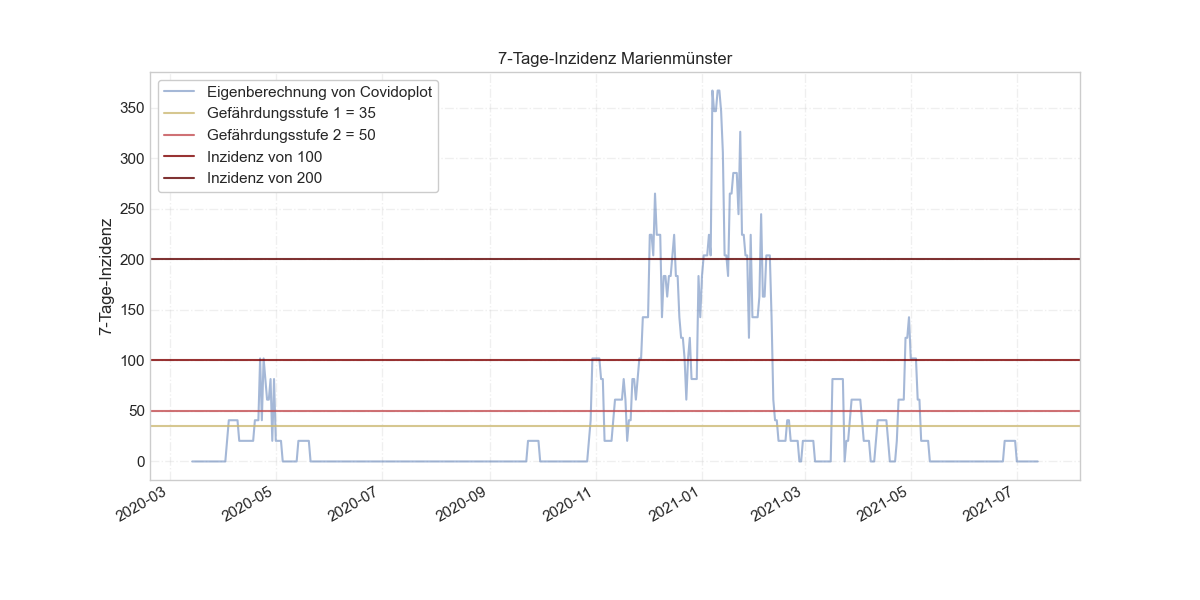 7-Tage-Inzidenz Marienmünster
Eigenberechnung von Covidoplot
Gefährdungsstufe 1 = 35
Gefährdungsstufe 2 = 50
Inzidenz von 100
Inzidenz von 200
7-Tage-Inzidenz
350
300
250
200
150
100
50
0
2020-03
2020-05
2020-07
2020-09
2020-11
2021-01
2021-03
2021-05
2021-07